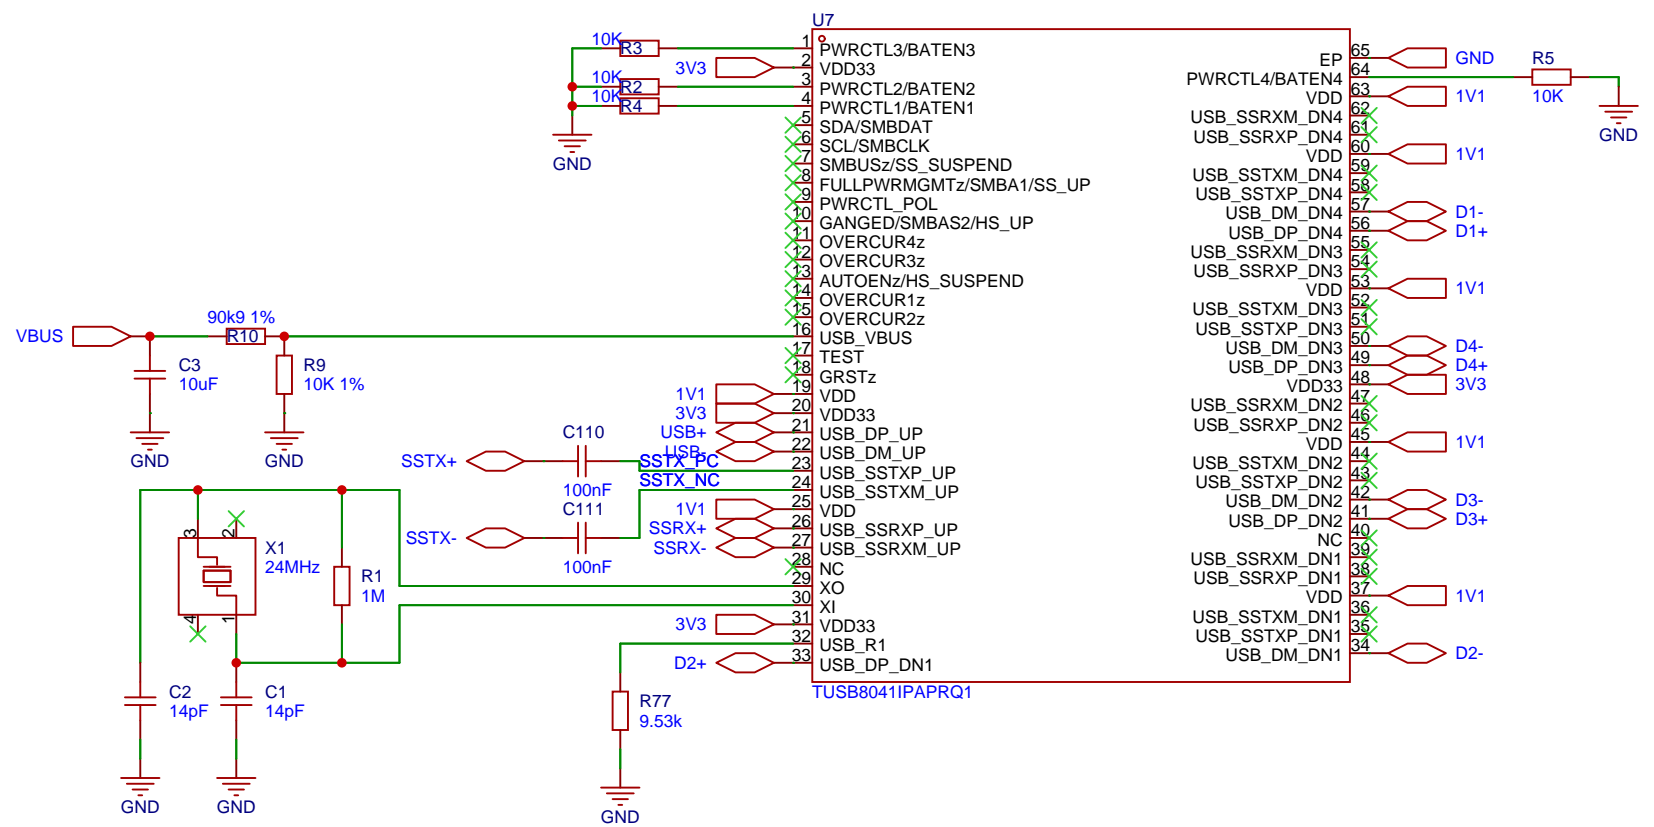 U7
10K
R3
1
PWRCTL3/BATEN3
3V3
2
VDD33
10K
R2
3
PWRCTL2/BATEN2
10K
R4
4
PWRCTL1/BATEN1
GND
5
SDA/SMBDAT
6
SCL/SMBCLK
7
SMBUSz/SS_SUSPEND
8
FULLPWRMGMTz/SMBA1/SS_UP
9
PWRCTL_POL
10
GANGED/SMBAS2/HS_UP
11
OVERCUR4z
12
OVERCUR3z
13
AUTOENz/HS_SUSPEND
14
OVERCUR1z
15
OVERCUR2z
VBUS
90k9 1%
R10
16
USB_VBUS
C3
10uF
R9
10K 1%
GND
GND
17
TEST
18
GRSTz
1V1
19
VDD
3V3
20
VDD33
USB+
21
USB_DP_UP
USB-
22
USB_DM_UP
SSTX+
C110
100nF
SSTX_PC
23
USB_SSTXP_UP
SSTX_NC
24
USB_SSTXM_UP
SSTX-
C111
100nF
1V1
25
VDD
SSRX+
26
USB_SSRXP_UP
SSRX-
27
USB_SSRXM_UP
28
NC
29
XO
30
XI
3
2
X1
24MHz
4
1
R1
1M
3V3
31
VDD33
32
USB_R1
D2+
33
USB_DP_DN1
C2
14pF
C1
14pF
GND
GND
R77
9.53k
GND
TUSB8041IPAPRQ1
EP
65
GND
PWRCTL4/BATEN4
64
R5
10K
GND
VDD
63
1V1
USB_SSRXM_DN4
62
USB_SSRXP_DN4
61
VDD
60
1V1
USB_SSTXM_DN4
59
USB_SSTXP_DN4
58
USB_DM_DN4
57
D1-
USB_DP_DN4
56
D1+
USB_SSRXM_DN3
55
USB_SSRXP_DN3
54
VDD
53
1V1
USB_SSTXM_DN3
52
USB_SSTXP_DN3
51
USB_DM_DN3
50
D4-
USB_DP_DN3
49
D4+
VDD33
48
3V3
USB_SSRXM_DN2
47
USB_SSRXP_DN2
46
VDD
45
1V1
USB_SSTXM_DN2
44
USB_SSTXP_DN2
43
USB_DM_DN2
42
D3-
USB_DP_DN2
41
D3+
NC
40
USB_SSRXM_DN1
39
USB_SSRXP_DN1
38
VDD
37
1V1
USB_SSTXM_DN1
36
USB_SSTXP_DN1
35
USB_DM_DN1
34
D2-